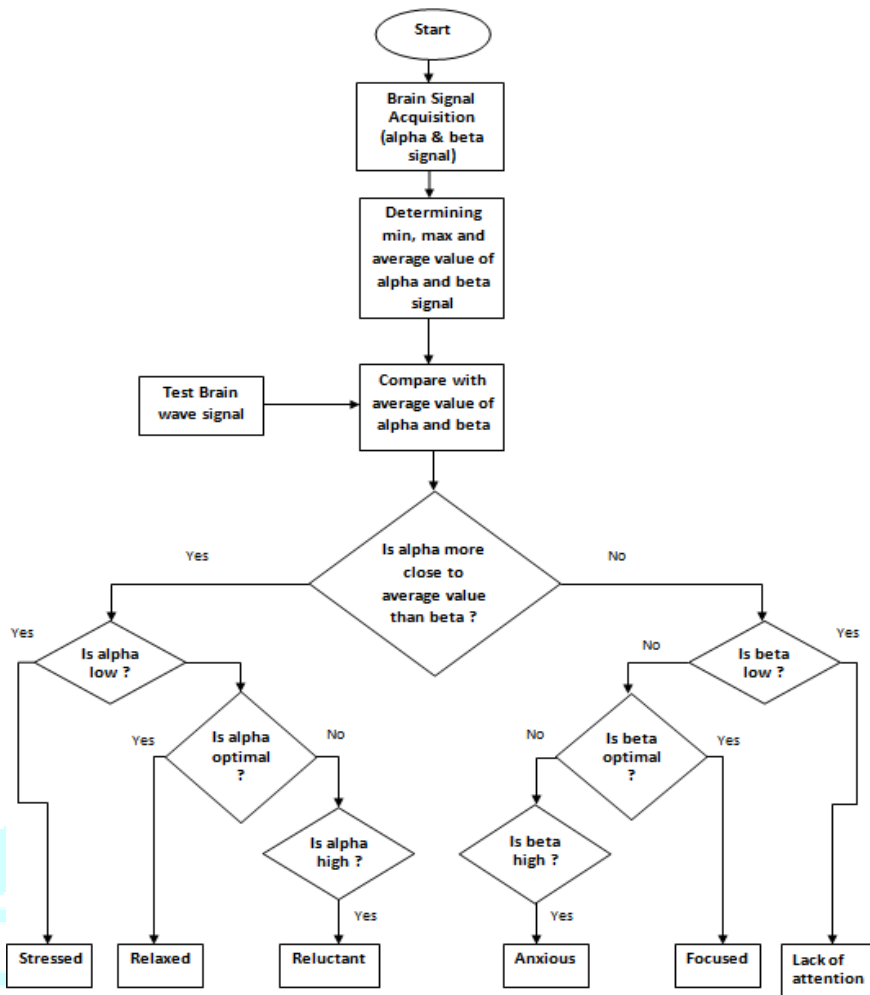 Start
Brain Signal
Acquisition
(alpha & beta
signal)
Determining
min, max and
average value of
alpha and beta
signal
Test Brain
wave signal
Compare with
average value of
alpha and beta
Yes
Is alpha more
close to
average value
than beta ?
No
Yes
Is alpha
low ?
No
Is beta
low ?
Yes
Yes
Is alpha
optimal
?
No
No
Is beta
optimal
?
Yes
Is alpha
high ?
Is beta
high ?
Yes
Yes
Stressed
Relaxed
Reluctant
Anxious
Focused
Lack of
attention